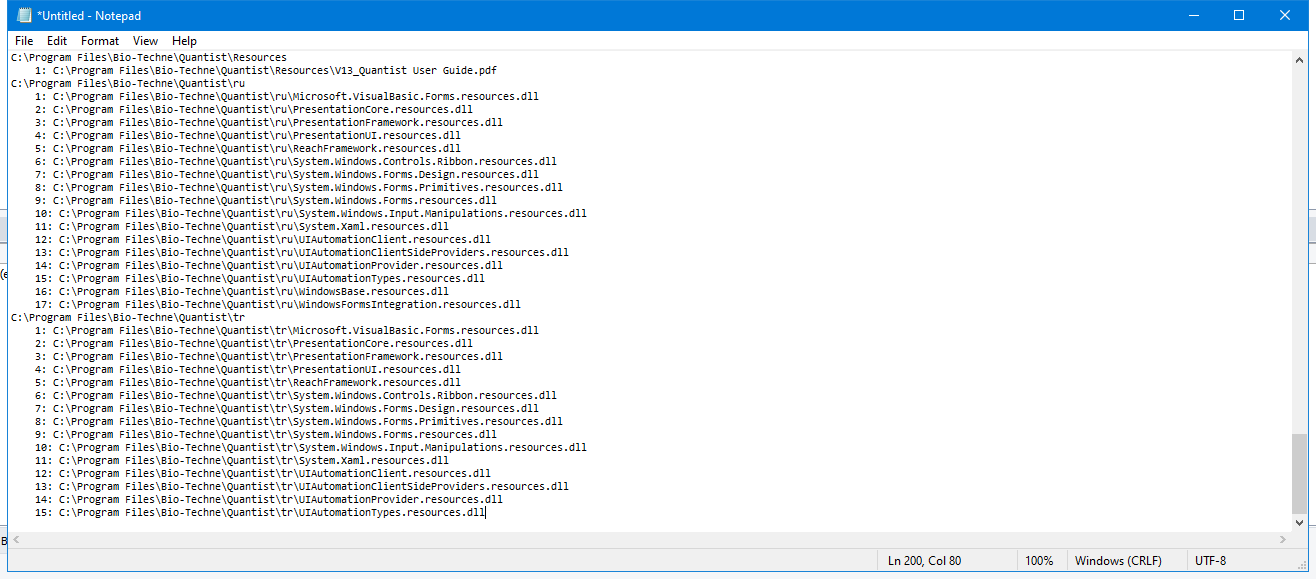 *Untitled - Notepad
File Edit Format View Help
C:\Program Files\Bio-Techne\Quantist\Resources
1: C:\Program Files\Bio-Techne\Quantist\Resources\V13_Quantist User Guide.pdf
C:\Program Files\Bio-Techne\Quantist\ru
1: C:\Program Files\Bio-Techne\Quantist\ru\Microsoft.VisualBasic.Forms.resources.dll
2: C:\Program Files\Bio-Techne\Quantist\ru\PresentationCore.resources.dll
3: C:\Program Files\Bio-Techne\Quantist\ru\PresentationFramework.resources.dll
4: C:\Program Files\Bio-Techne\Quantist\ru\PresentationUI.resources.dll
5: C:\Program Files\Bio-Techne\Quantist\ru\ReachFramework.resources.dll
6: C:\Program Files\Bio-Techne\Quantist\ru\System.Windows.Controls.Ribbon.resources.dll
7: C:\Program Files\Bio-Techne\Quantist\ru\System.Windows.Forms.Design.resources.dll
8: C:\Program Files\Bio-Techne\Quantist\ru\System.Windows.Forms.Primitives.resources.dll
9: C:\Program Files\Bio-Techne\Quantist\ru\System.Windows.Forms.resources.dll
10: C:\Program Files\Bio-Techne\Quantist\ru\System.Windows.Input.Manipulations.resources.dll
11: C:\Program Files\Bio-Techne\Quantist\ru\System.Xaml.resources.dll
12: C:\Program Files\Bio-Techne\Quantist\ru\UIAutomationClient.resources.dll
13: C:\Program Files\Bio-Techne\Quantist\ru\UIAutomationClientSideProviders.resources.dll
14: C:\Program Files\Bio-Techne\Quantist\ru\UIAutomationProvider.resources.dll
15: C:\Program Files\Bio-Techne\Quantist\ru\UIAutomationTypes.resources.dll
16: C:\Program Files\Bio-Techne\Quantist\ru\WindowsBase.resources.dll
17: C:\Program Files\Bio-Techne\Quantist\ru\WindowsFormsIntegration.resources.dll
C:\Program Files\Bio-Techne\Quantist\tr
1: C:\Program Files\Bio-Techne\Quantist\tr\Microsoft.VisualBasic.Forms.resources.dll
2: C:\Program Files\Bio-Techne\Quantist\tr\PresentationCore.resources.dll
3: C:\Program Files\Bio-Techne\Quantist\tr\PresentationFramework.resources.dll
4: C:\Program Files\Bio-Techne\Quantist\tr\PresentationUI.resources.dll
5: C:\Program Files\Bio-Techne\Quantist\tr\ReachFramework.resources.dll
6: C:\Program Files\Bio-Techne\Quantist\tr\System.Windows.Controls.Ribbon.resources.dll
7: C:\Program Files\Bio-Techne\Quantist\tr\System.Windows.Forms.Design.resources.dll
8: C:\Program Files\Bio-Techne\Quantist\tr\System.Windows.Forms.Primitives.resources.dll
9: C:\Program Files\Bio-Techne\Quantist\tr\System.Windows.Forms.resources.dll
10: C:\Program Files\Bio-Techne\Quantist\tr\System.Windows.Input.Manipulations.resources.dll
11: C:\Program Files\Bio-Techne\Quantist\tr\System.Xaml.resources.dll
12: C:\Program Files\Bio-Techne\Quantist\tr\UIAutomationClient.resources.dll
13: C:\Program Files\Bio-Techne\Quantist\tr\UIAutomationClientSideProviders.resources.dll
14: C:\Program Files\Bio-Techne\Quantist\tr\UIAutomationProvider.resources.dll
15: C:\Program Files\Bio-Techne\Quantist\tr\UIAutomationTypes.resources.dll
Ln 200, Col 80 100% Windows (CRLF) UTF-8